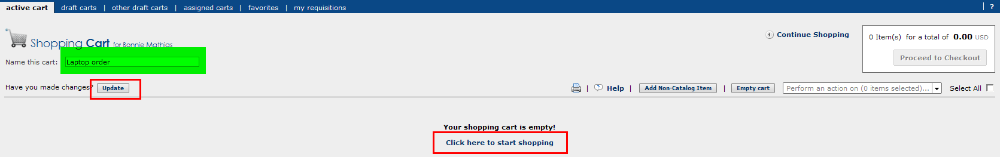 active cart | draft carts | other draft carts | assigned carts | favorites | my requisitions | ?
Shopping Cart for Bonnie Mathias
Continue Shopping
0 Item(s) for a total of 0.00 USD
Proceed to Checkout
Name this cart: Laptop order
Have you made changes? Update
? | Help | Add Non-Catalog Item | Empty cart Perform an action on (0 items selected)... Select All
Your shopping cart is empty!
Click here to start shopping